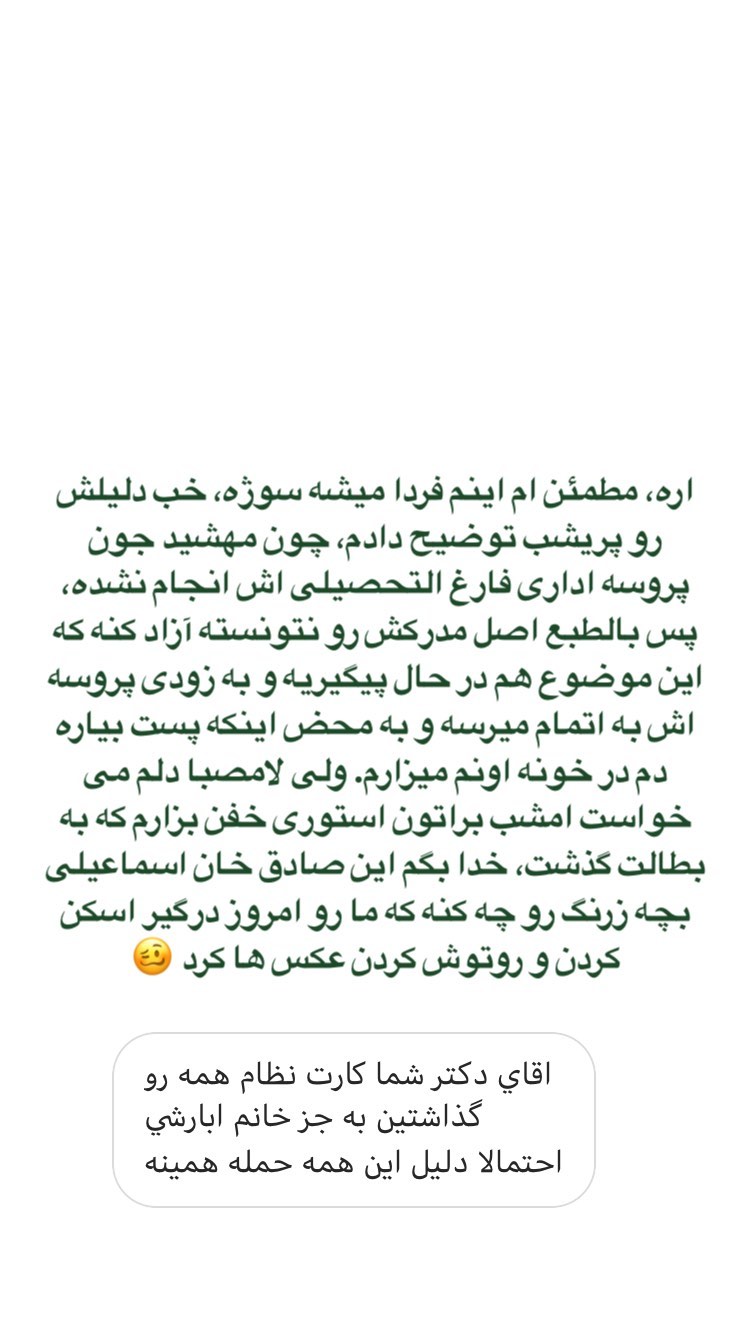 اره، مطمئن ام اینم فردا میشه سوژه، خب دلیلش
رو پریشب توضیح دادم، چون مهشید جون
پروسه اداری فارغ التحصیلی اش انجام نشده،
پس بالطبع اصل مدرکش رو نتونسته آزاد کنه که
این موضوع هم در حال پیگیریه و به زودی پروسه
اش به اتمام میرسه و به محض اینکه پست بیاره
دم در خونه اونم میزارم. ولی لامصبا دلم می
خواست امشب براتون استوری خفن بزارم که به
بطالت گذشت، خدا بگم این صادق خان اسماعیلی
بچه زرنگ رو چه کنه که ما رو امروز درگیر اسکن
کردن و روتوش کردن عکس ها کرد 🥴
اقاي دکتر شما کارت نظام همه رو
گذاشتين به جز خانم ابارشي
احتمالا دليل اين همه حمله همينه